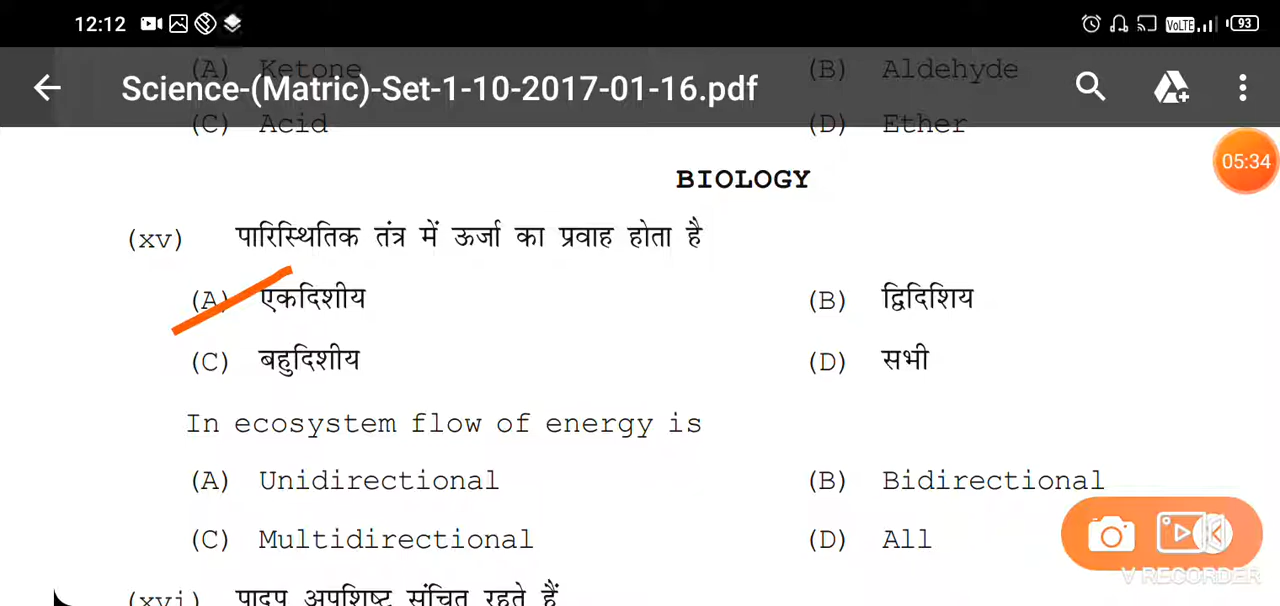 12:12 VoLTE 93
(A) Ketone (B) Aldehyde
Science-(Matric)-Set-1-10-2017-01-16.pdf
(C) Acid (D) Ether
05:34
BIOLOGY
(xv) पारिस्थितिक तंत्र में ऊर्जा का प्रवाह होता है
(A) एकदिशीय (B) द्विदिशिय
(C) बहुदिशीय (D) सभी
In ecosystem flow of energy is
(A) Unidirectional (B) Bidirectional
(C) Multidirectional (D) All
V RECORDER
(xvi) पादप अपशिष्ट संचित रहते हैं